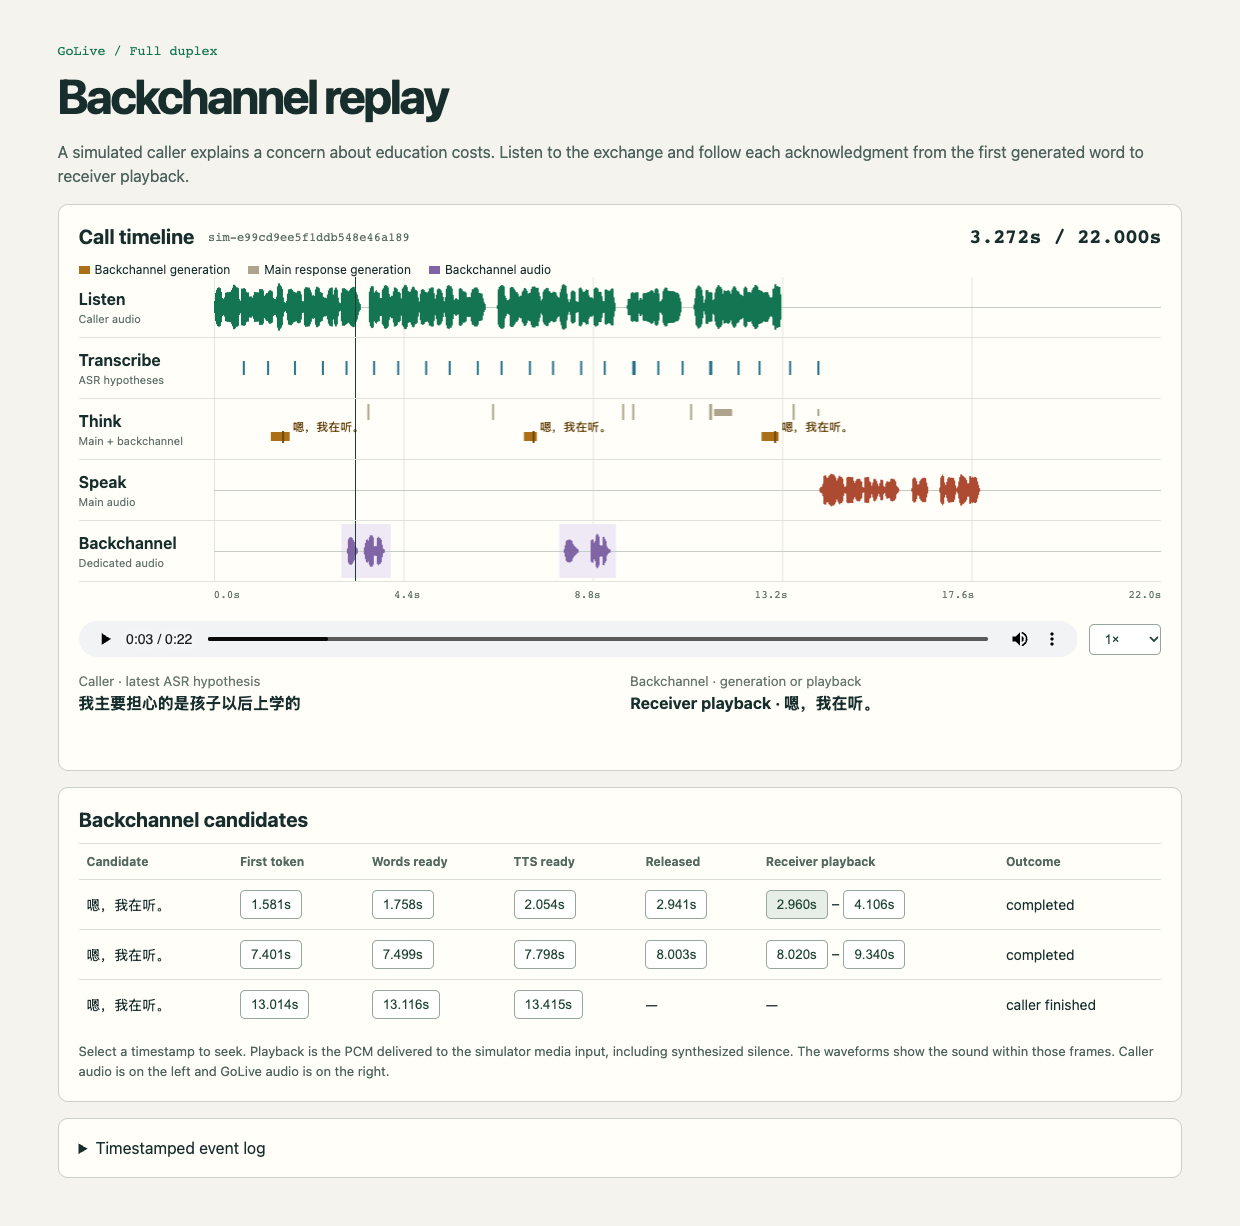 GoLive / Full duplex
Backchannel replay
A simulated caller explains a concern about education costs. Listen to the exchange and follow each acknowledgment from the first generated word to
receiver playback.
Call timeline sim-e99cd9ee5f1ddb548e46a189 3.272s / 22.000s
Backchannel generation Main response generation Backchannel audio
Listen
Caller audio
Transcribe
ASR hypotheses
Think
Main + backchannel
嗯，我在听。 嗯，我在听。 嗯，我在听。
Speak
Main audio
Backchannel
Dedicated audio
0.0s 4.4s 8.8s 13.2s 17.6s 22.0s
0:03 / 0:22 1×
Caller · latest ASR hypothesis
我主要担心的是孩子以后上学的
Backchannel · generation or playback
Receiver playback · 嗯，我在听。
Backchannel candidates
Candidate First token Words ready TTS ready Released Receiver playback Outcome
嗯，我在听。 1.581s 1.758s 2.054s 2.941s 2.960s – 4.106s completed
嗯，我在听。 7.401s 7.499s 7.798s 8.003s 8.020s – 9.340s completed
嗯，我在听。 13.014s 13.116s 13.415s — — caller finished
Select a timestamp to seek. Playback is the PCM delivered to the simulator media input, including synthesized silence. The waveforms show the sound within those frames. Caller
audio is on the left and GoLive audio is on the right.
Timestamped event log